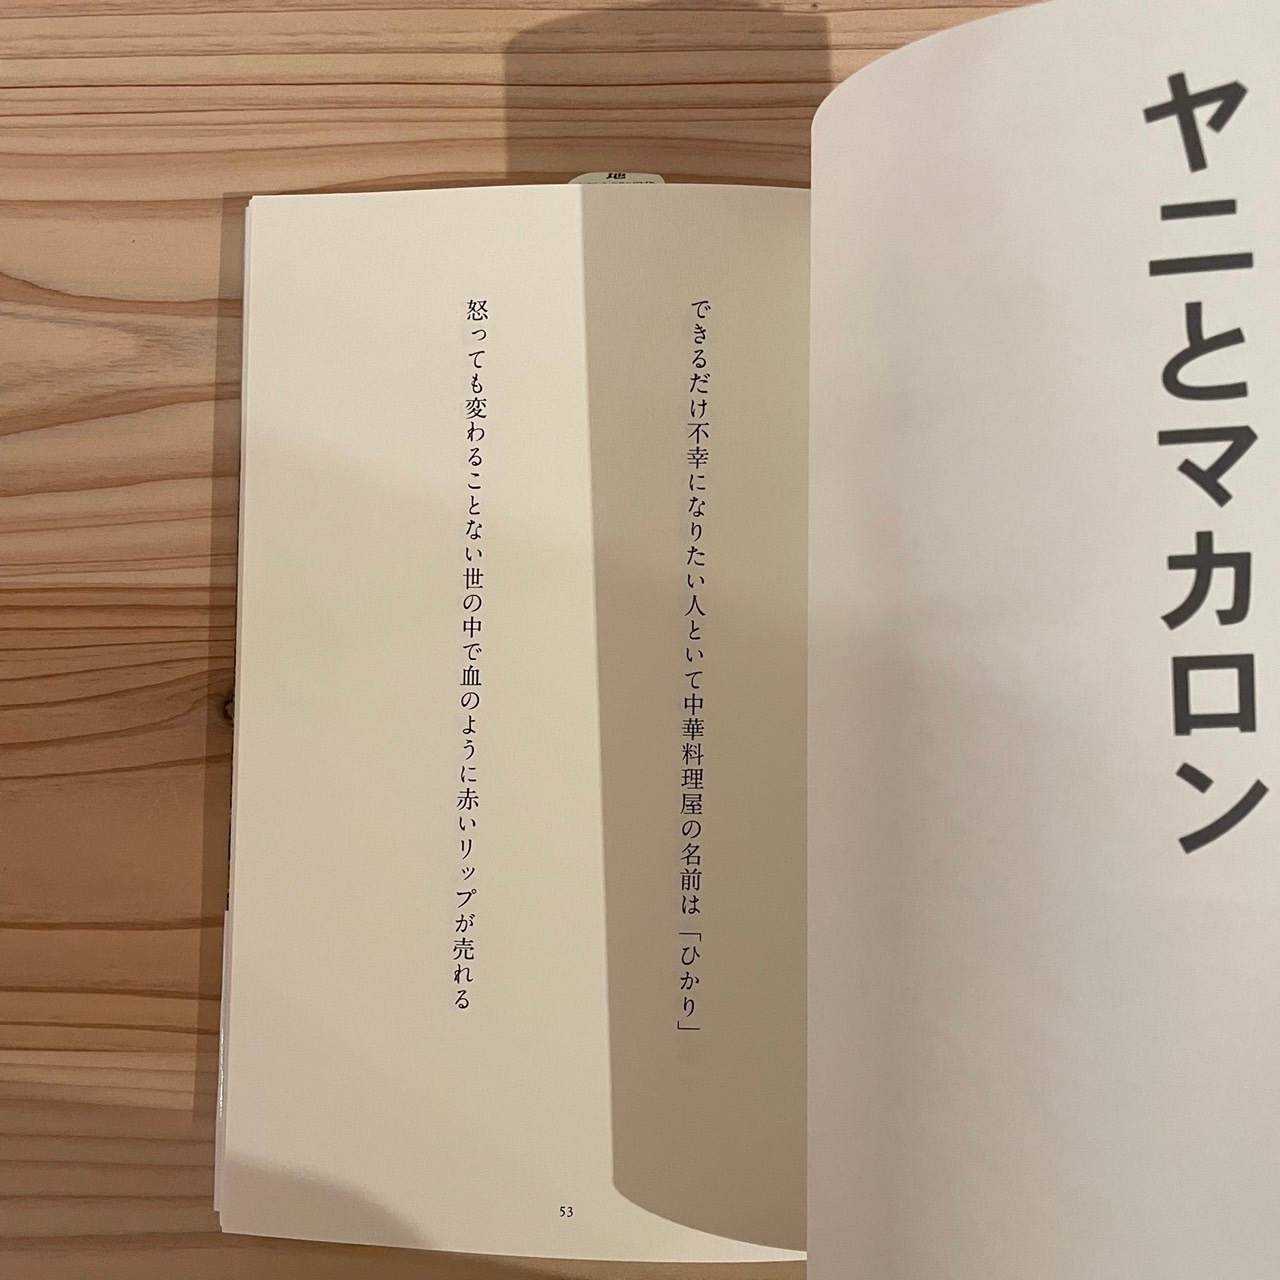 ヤニとマカロン
できるだけ不幸になりたい人といて中華料理屋の名前は「ひかり」
怒っても変わることない世の中で血のように赤いリップが売れる
53